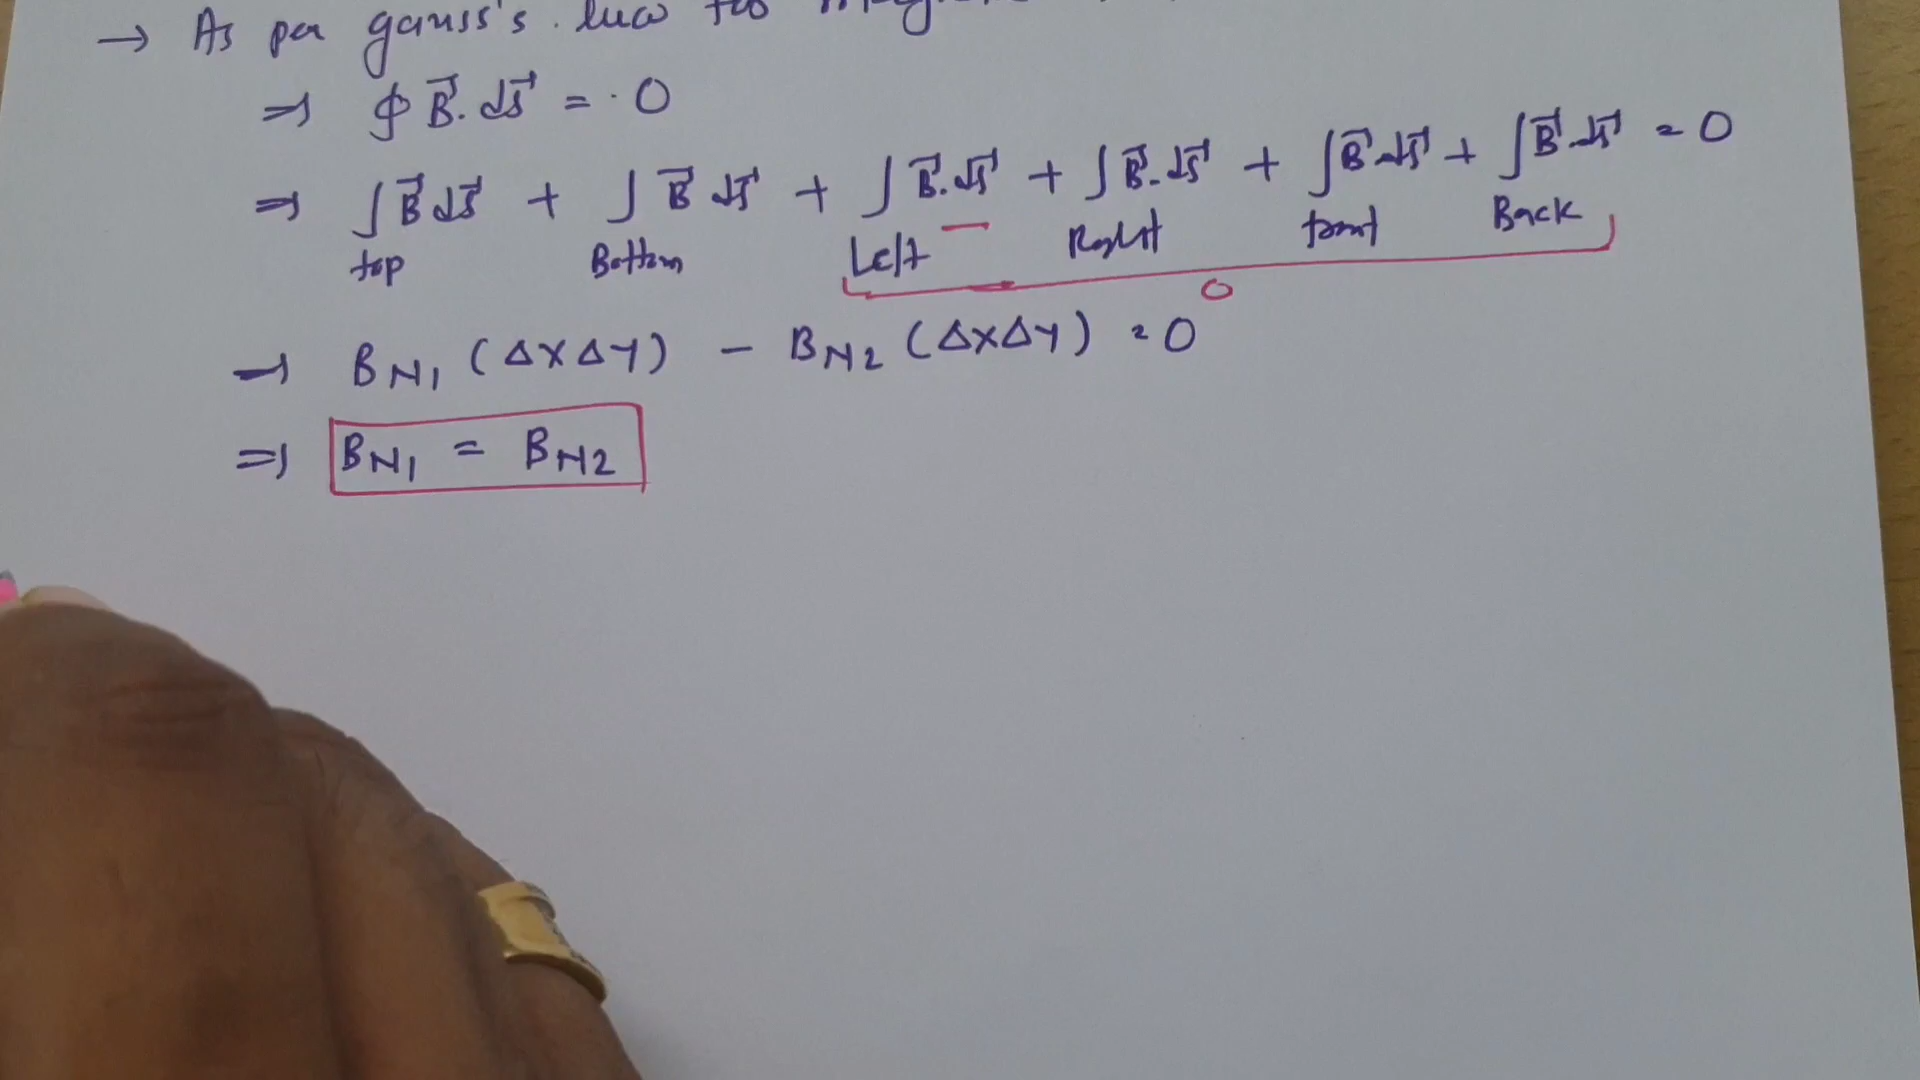 → As per gauss's law for
⇒ ∮ B⃗. ds⃗ = 0
⇒ ∫ B⃗ ds⃗ + ∫ B⃗ ds⃗ + ∫ B⃗. ds⃗ + ∫ B⃗. ds⃗ + ∫ B⃗. ds⃗ + ∫ B⃗. ds⃗ = 0
top Bottom Left Right front Back
0
→ BN1 (ΔXΔY) - BN2 (ΔXΔY) = 0
⇒ BN1 = BN2